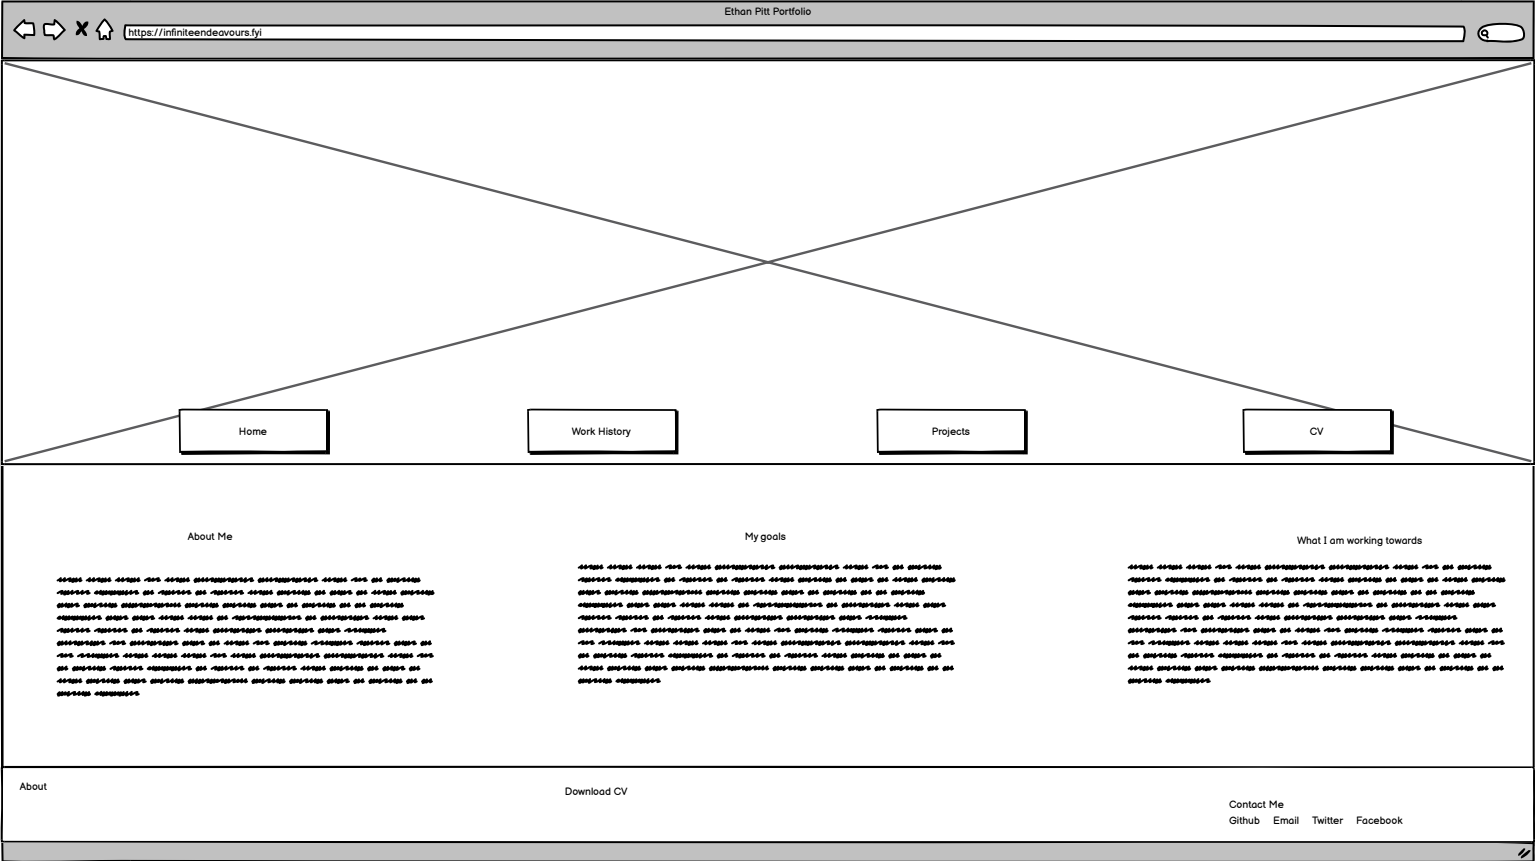 Ethan Pitt Portfolio
https://infiniteendeavours.fyi
Home
Work History
Projects
CV
About Me
My goals
What I am working towards
About
Download CV
Contact Me
Github Email Twitter Facebook